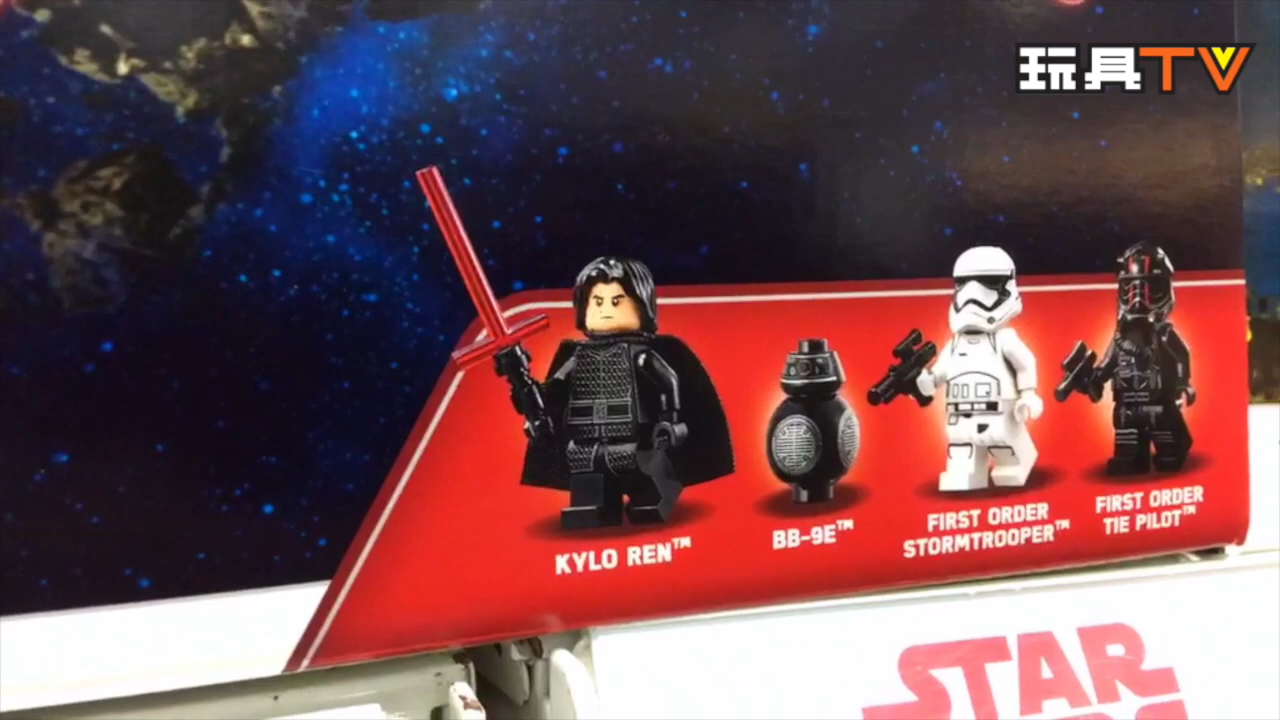 玩具TV
KYLO REN™
BB-9E™
FIRST ORDER
STORMTROOPER™
FIRST ORDER
TIE PILOT™
STAR